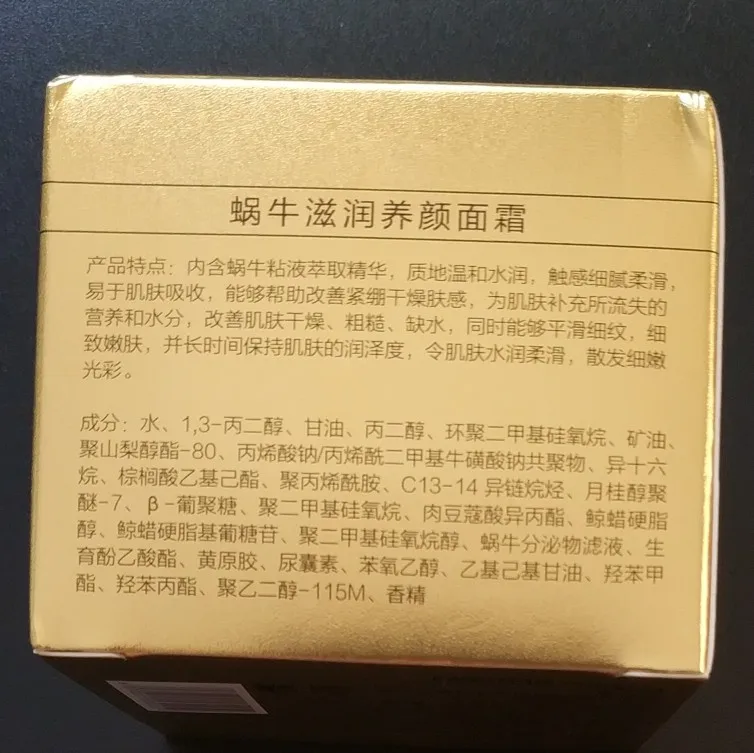 蜗牛滋润养颜面霜
产品特点：内含蜗牛粘液萃取精华，质地温和水润，触感细腻柔滑，
易于肌肤吸收，能够帮助改善紧绷干燥肤感，为肌肤补充所流失的
营养和水分，改善肌肤干燥、粗糙、缺水，同时能够平滑细纹，细
致嫩肤，并长时间保持肌肤的润泽度，令肌肤水润柔滑，散发细嫩
光彩。
成分：水、1,3-丙二醇、甘油、丙二醇、环聚二甲基硅氧烷、矿油、
聚山梨醇酯-80、丙烯酸钠/丙烯酰二甲基牛磺酸钠共聚物、异十六
烷、棕榈酸乙基己酯、聚丙烯酰胺、C13-14 异链烷烃、月桂醇聚
醚-7、β-葡聚糖、聚二甲基硅氧烷、肉豆蔻酸异丙酯、鲸蜡硬脂
醇、鲸蜡硬脂基葡糖苷、聚二甲基硅氧烷醇、蜗牛分泌物滤液、生
育酚乙酸酯、黄原胶、尿囊素、苯氧乙醇、乙基己基甘油、羟苯甲
酯、羟苯丙酯、聚乙二醇-115M、香精